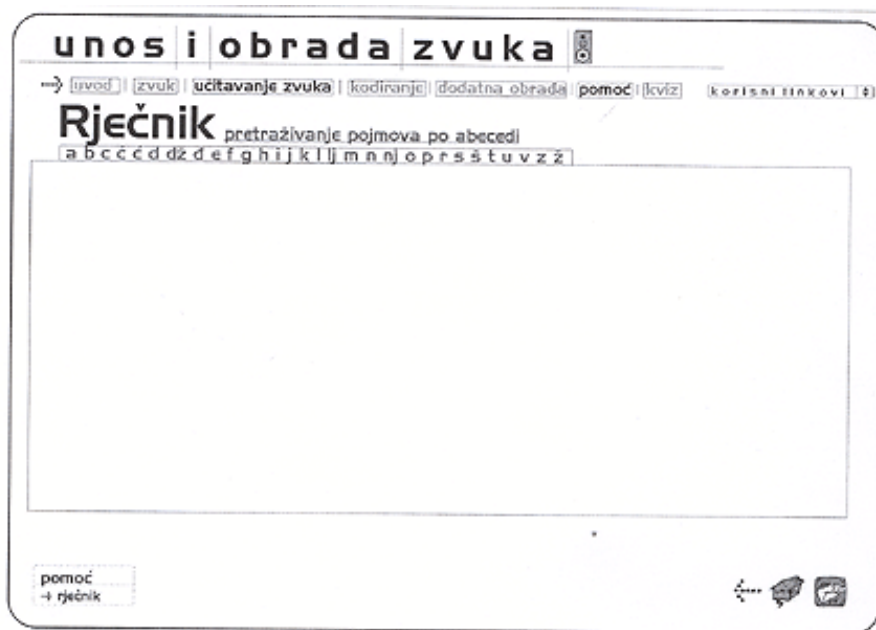 unos i obrada zvuka
uvod | zvuk | učitavanje zvuka | kodiranje | dodatna obrada | pomoć | kviz korisni linkovi
Rječnik pretraživanje pojmova po abecedi
a b c č ć d dž đ e f g h i j k l lj m n nj o p r s š t u v z ž
pomoć
→ rječnik